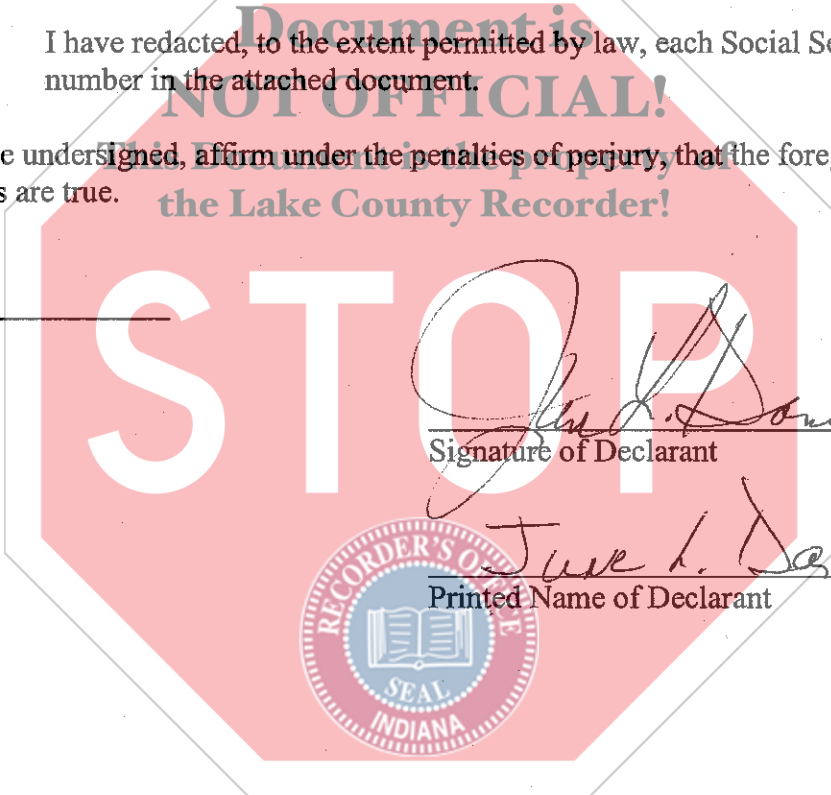 Document is
I have redacted, to the extent permitted by law, each Social Se
number in the attached document.
NOT OFFICIAL!
e undersigned, affirm under the penalties of perjury, that the fore
This Document is the property of
s are true.
the Lake County Recorder!
STOP
Signature of Declarant
June L. Da
Printed Name of Declarant
RECORDER'S OFFICE
SEAL
INDIANA